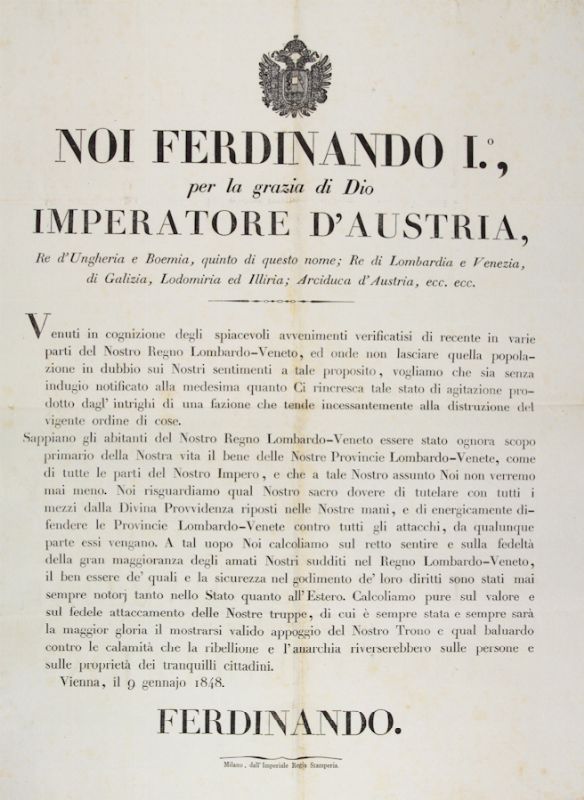 NOI FERDINANDO I.º,
per la grazia di Dio
IMPERATORE D'AUSTRIA,
Re d'Ungheria e Boemia, quinto di questo nome; Re di Lombardia e Venezia,
di Galizia, Lodomiria ed Illiria; Arciduca d'Austria, ecc. ecc.
Venuti in cognizione degli spiacevoli avvenimenti verificatisi di recente in varie
parti del Nostro Regno Lombardo-Veneto, ed onde non lasciare quella popola-
zione in dubbio sui Nostri sentimenti a tale proposito, vogliamo che sia senza
indugio notificato alla medesima quanto Ci rincresca tale stato di agitazione pro-
dotto dagl' intrighi di una fazione che tende incessantemente alla distruzione del
vigente ordine di cose.
Sappiano gli abitanti del Nostro Regno Lombardo-Veneto essere stato ognora scopo
primario della Nostra vita il bene delle Nostre Provincie Lombardo-Venete, come
di tutte le parti del Nostro Impero, e che a tale Nostro assunto Noi non verremo
mai meno. Noi risguardiamo qual Nostro sacro dovere di tutelare con tutti i
mezzi dalla Divina Provvidenza riposti nelle Nostre mani, e di energicamente di-
fendere le Provincie Lombardo-Venete contro tutti gli attacchi, da qualunque
parte essi vengano. A tal uopo Noi calcoliamo sul retto sentire e sulla fedeltà
della gran maggioranza degli amati Nostri sudditi nel Regno Lombardo-Veneto,
il ben essere de' quali e la sicurezza nel godimento de' loro diritti sono stati mai
sempre notorj tanto nello Stato quanto all'Estero. Calcoliamo pure sul valore e
sul fedele attaccamento delle Nostre truppe, di cui è sempre stata e sempre sarà
la maggior gloria il mostrarsi valido appoggio del Nostro Trono e qual baluardo
contro le calamità che la ribellione e l'anarchia riverserebbero sulle persone e
sulle proprietà dei tranquilli cittadini.
Vienna, il 9 gennajo 1848.
FERDINANDO.
Milano, dall'Imperiale Regia Stamperia.